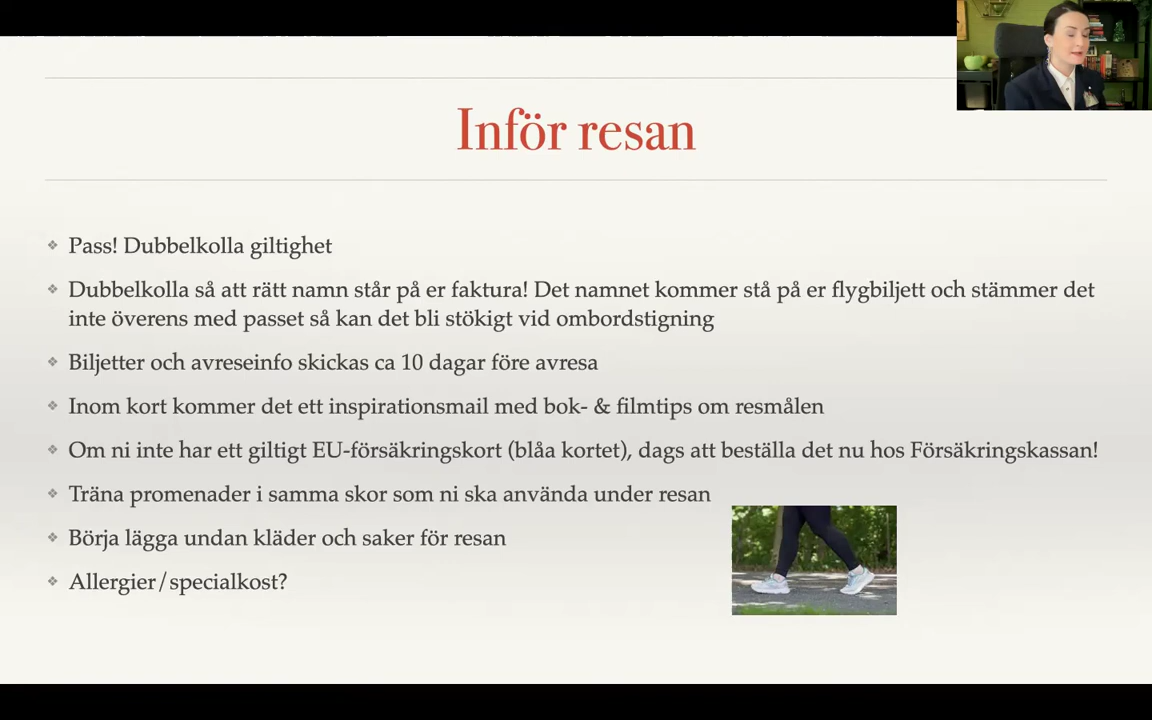 Inför resan
Pass! Dubbelkolla giltighet
Dubbelkolla så att rätt namn står på er faktura! Det namnet kommer stå på er flygbiljett och stämmer det
inte överens med passet så kan det bli stökigt vid ombordstigning
Biljetter och avreseinfo skickas ca 10 dagar före avresa
Inom kort kommer det ett inspirationsmail med bok- & filmtips om resmålen
Om ni inte har ett giltigt EU-försäkringskort (blåa kortet), dags att beställa det nu hos Försäkringskassan!
Träna promenader i samma skor som ni ska använda under resan
Börja lägga undan kläder och saker för resan
Allergier/specialkost?